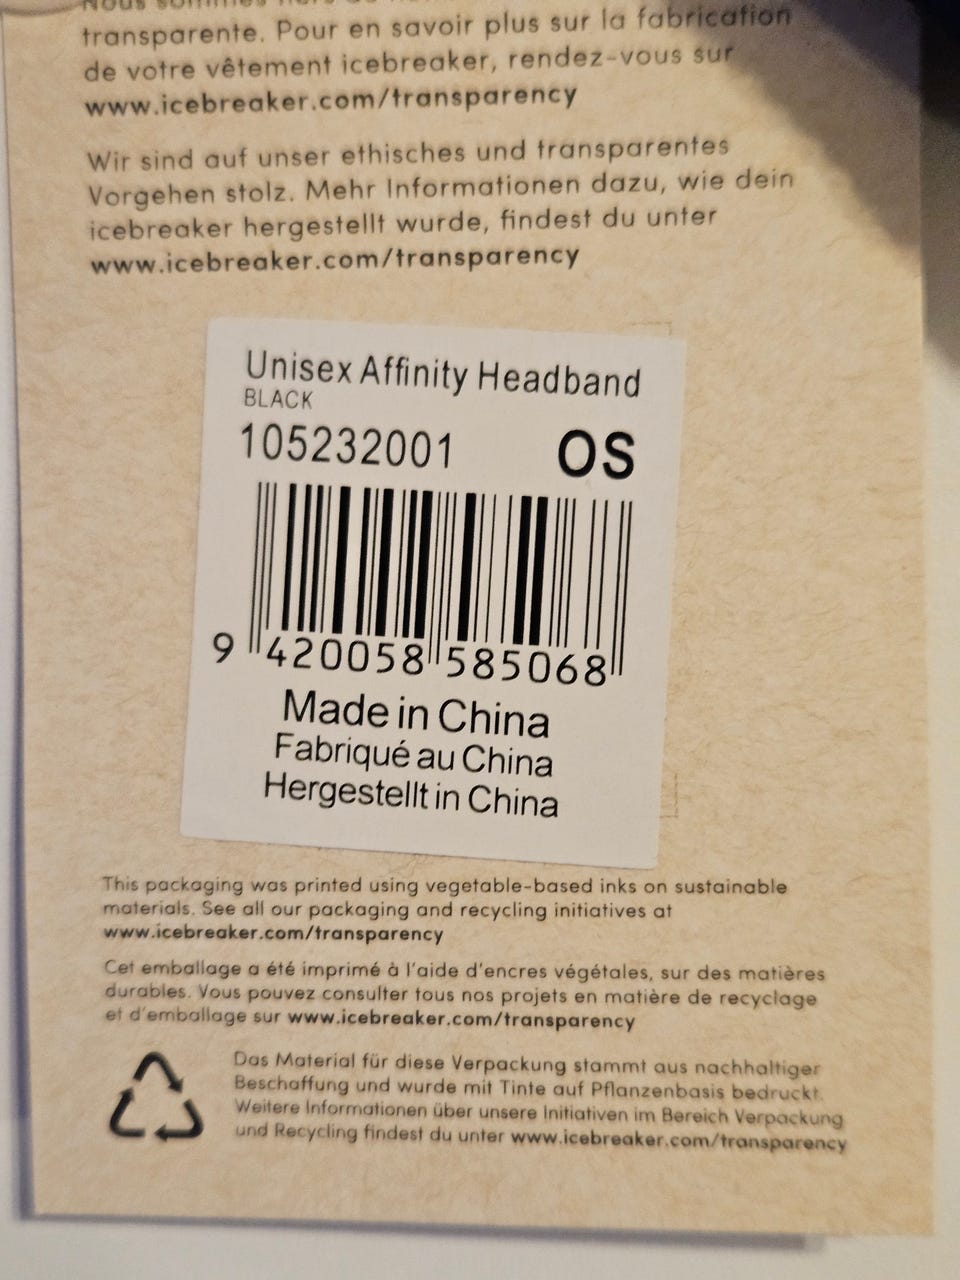 Nous sommes fiers de
transparente. Pour en savoir plus sur la fabrication
de votre vêtement icebreaker, rendez-vous sur
www.icebreaker.com/transparency
Wir sind auf unser ethisches und transparentes
Vorgehen stolz. Mehr Informationen dazu, wie dein
icebreaker hergestellt wurde, findest du unter
www.icebreaker.com/transparency
Unisex Affinity Headband
BLACK
105232001 OS
9 420058 585068
Made in China
Fabriqué au China
Hergestellt in China
This packaging was printed using vegetable-based inks on sustainable
materials. See all our packaging and recycling initiatives at
www.icebreaker.com/transparency
Cet emballage a été imprimé à l'aide d'encres végétales, sur des matières
durables. Vous pouvez consulter tous nos projets en matière de recyclage
et d'emballage sur www.icebreaker.com/transparency
Das Material für diese Verpackung stammt aus nachhaltiger
Beschaffung und wurde mit Tinte auf Pflanzenbasis bedruckt.
Weitere Informationen über unsere Initiativen im Bereich Verpackung
und Recycling findest du unter www.icebreaker.com/transparency